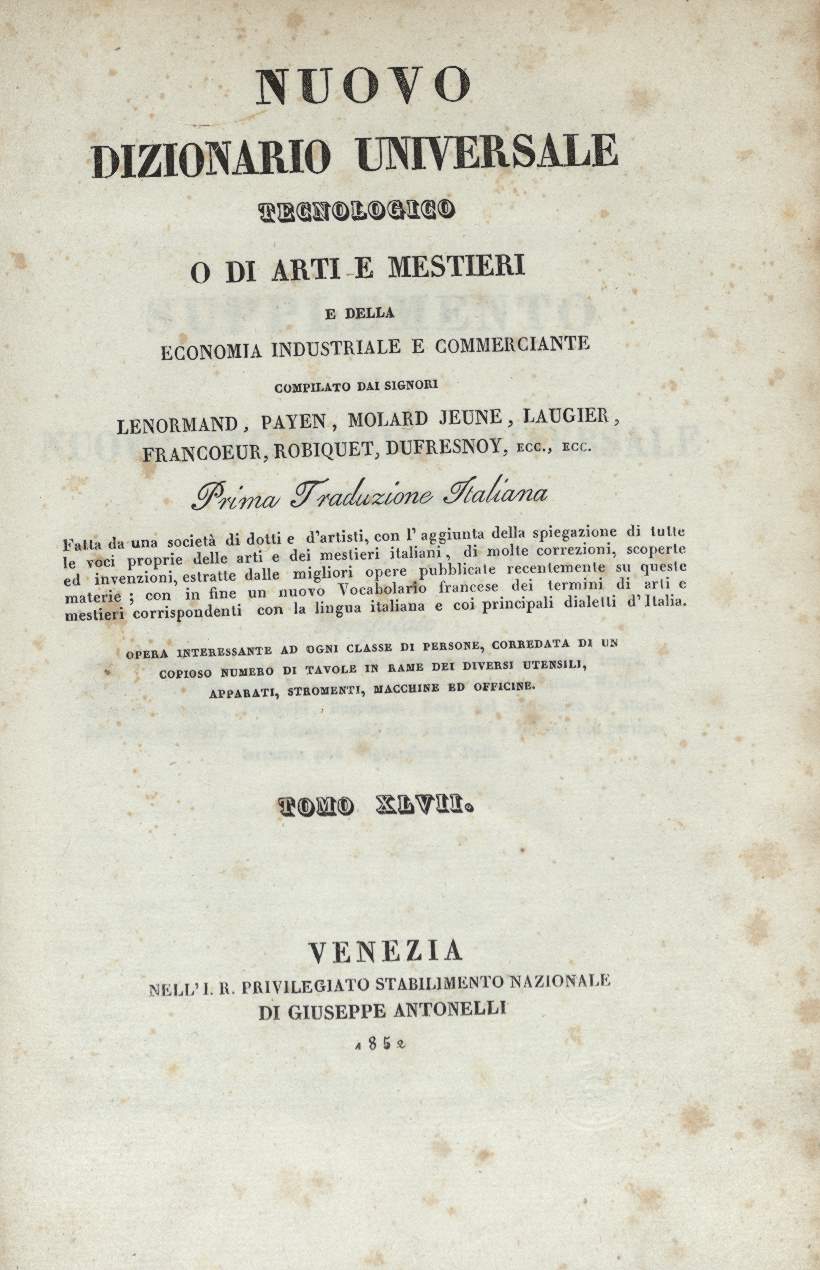 NUOVO
DIZIONARIO UNIVERSALE
TECNOLOGICO
O DI ARTI E MESTIERI
E DELLA
ECONOMIA INDUSTRIALE E COMMERCIANTE
COMPILATO DAI SIGNORI
LENORMAND, PAYEN, MOLARD JEUNE, LAUGIER,
FRANCOEUR, ROBIQUET, DUFRESNOY, ECC., ECC.
Prima Traduzione Italiana
Fatta da una società di dotti e d'artisti, con l'aggiunta della spiegazione di tutte
le voci proprie delle arti e dei mestieri italiani, di molte correzioni, scoperte
ed invenzioni, estratte dalle migliori opere pubblicate recentemente su queste
materie; con in fine un nuovo Vocabolario francese dei termini di arti e
mestieri corrispondenti con la lingua italiana e coi principali dialetti d'Italia.
OPERA INTERESSANTE AD OGNI CLASSE DI PERSONE, CORREDATA DI UN
COPIOSO NUMERO DI TAVOLE IN RAME DEI DIVERSI UTENSILI,
APPARATI, STROMENTI, MACCHINE ED OFFICINE.
TOMO XLVII.
VENEZIA
NELL'I. R. PRIVILEGIATO STABILIMENTO NAZIONALE
DI GIUSEPPE ANTONELLI
1852